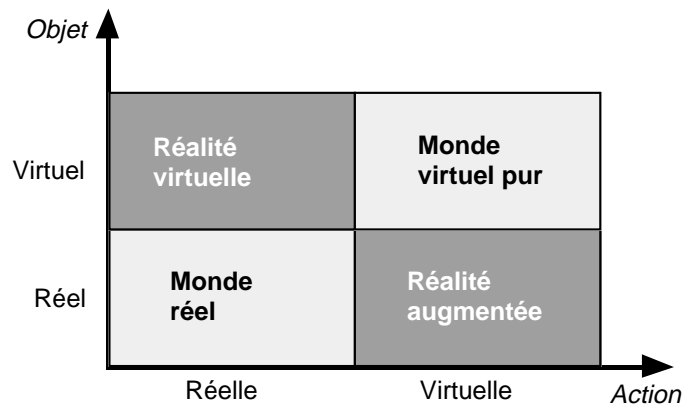 Objet
Réalité
virtuelle
Monde
virtuel pur
Virtuel
Monde
réel
Réalité
augmentée
Réel
Réelle
Virtuelle
Action